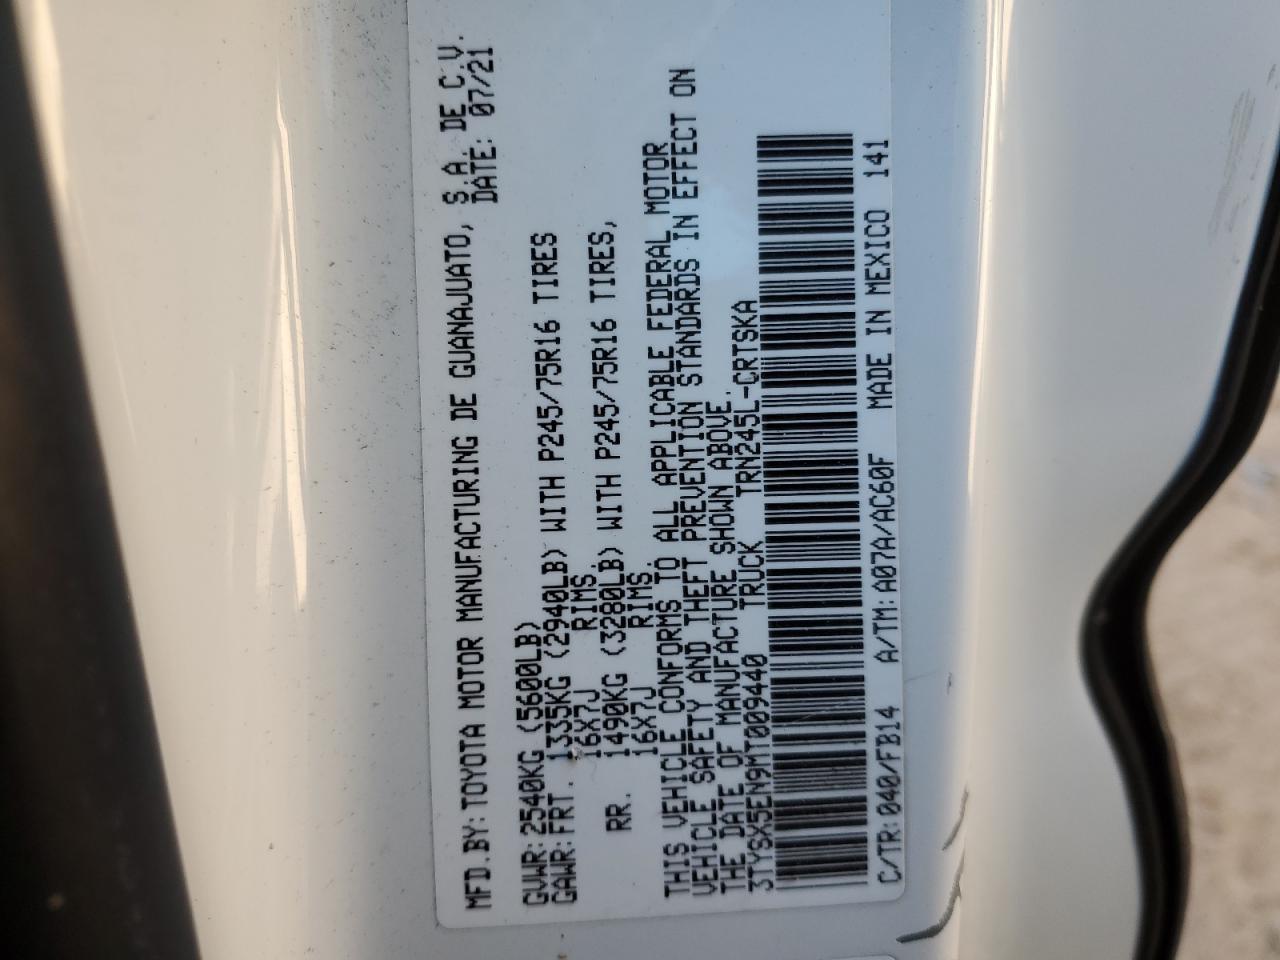 MFD.BY:TOYOTA MOTOR MANUFACTURING DE GUANAJUATO, S.A. DE C.V.
DATE: 07/21
GVWR:2540KG (5600LB)
GAWR:FRT. 1335KG (2940LB) WITH P245/75R16 TIRES
16X7J RIMS,
RR. 1490KG (3280LB) WITH P245/75R16 TIRES,
16X7J RIMS.
THIS VEHICLE CONFORMS TO ALL APPLICABLE FEDERAL MOTOR
VEHICLE SAFETY AND THEFT PREVENTION STANDARDS IN EFFECT ON
THE DATE OF MANUFACTURE SHOWN ABOVE.
3TYSX5EN9MT009440 TRUCK TRN245L-CRTSKA
C/TR:040/FB14 A/TM:A07A/AC60F MADE IN MEXICO 141